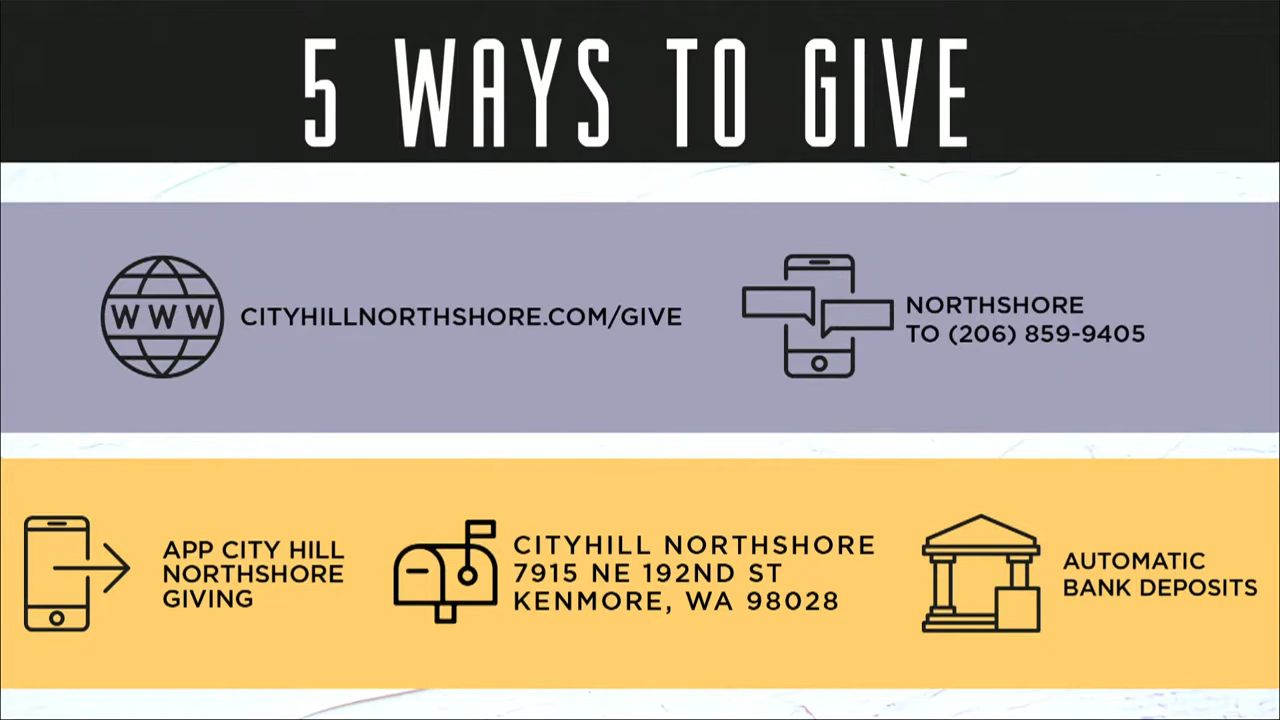 5 WAYS TO GIVE
WWW
CITYHILLNORTHSHORE.COM/GIVE
NORTHSHORE
TO (206) 859-9405
APP CITY HILL
NORTHSHORE
GIVING
CITYHILL NORTHSHORE
7915 NE 192ND ST
KENMORE, WA 98028
AUTOMATIC
BANK DEPOSITS